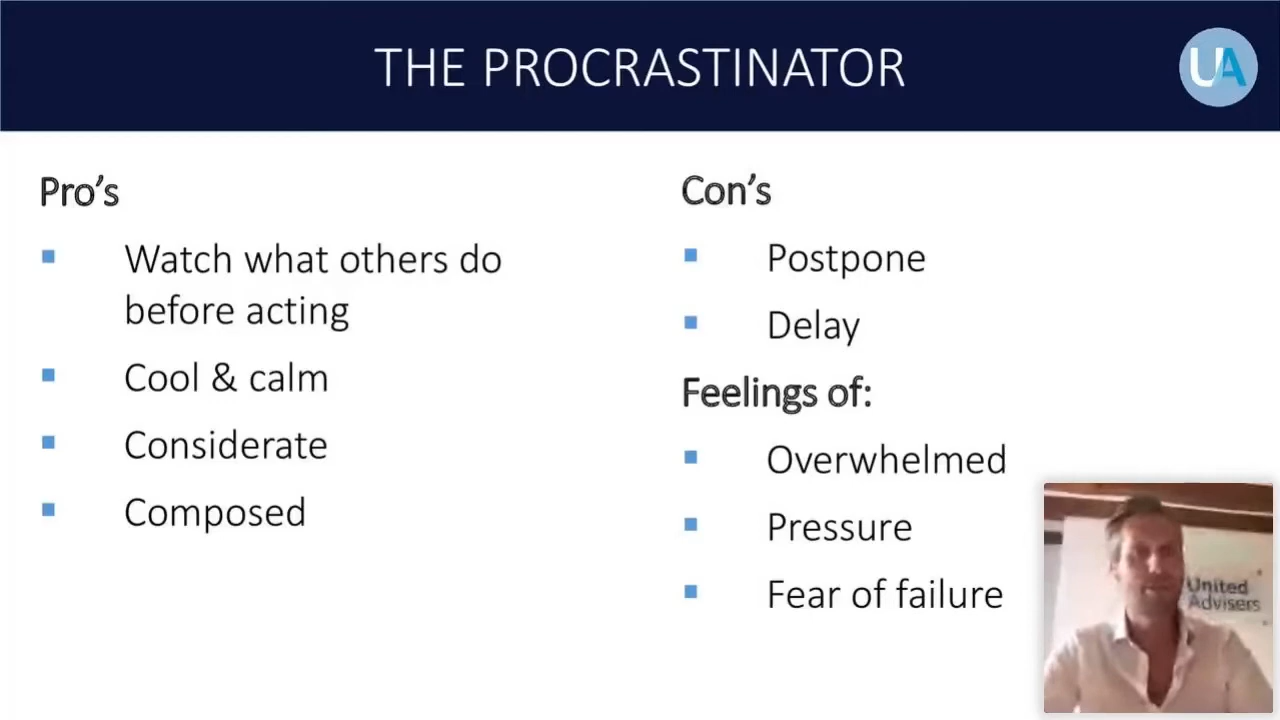 THE PROCRASTINATOR
UA
Pro’s
Watch what others do
before acting
Cool & calm
Considerate
Composed
Con’s
Postpone
Delay
Feelings of:
Overwhelmed
Pressure
Fear of failure
United
Advisers